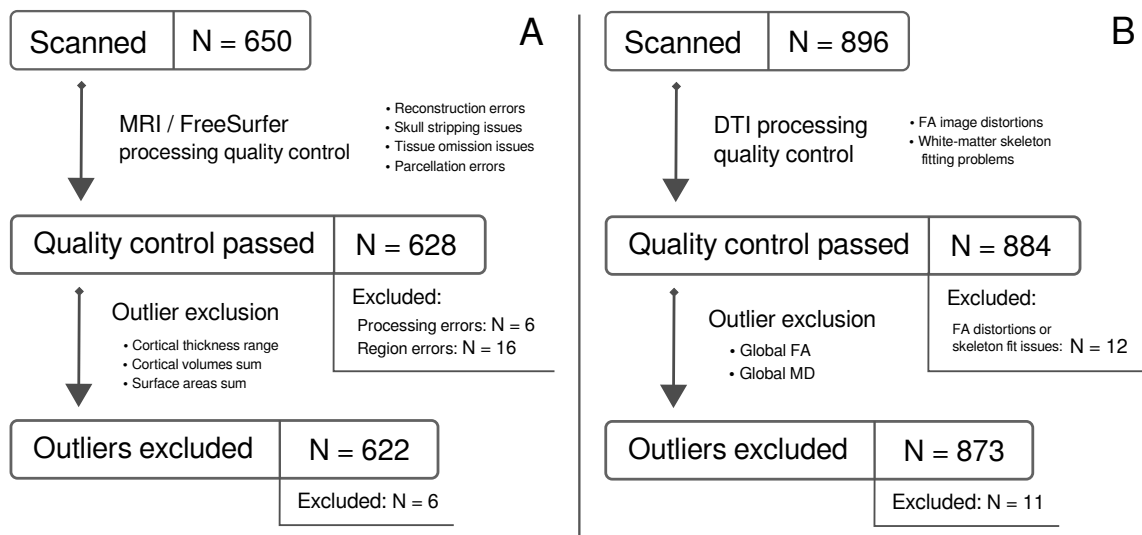 A
Scanned N = 650
MRI / FreeSurfer
processing quality control
• Reconstruction errors
• Skull stripping issues
• Tissue omission issues
• Parcellation errors
Quality control passed N = 628
Excluded:
Processing errors: N = 6
Region errors: N = 16
Outlier exclusion
• Cortical thickness range
• Cortical volumes sum
• Surface areas sum
Outliers excluded N = 622
Excluded: N = 6
B
Scanned N = 896
DTI processing
quality control
• FA image distortions
• White-matter skeleton
fitting problems
Quality control passed N = 884
Excluded:
FA distortions or
skeleton fit issues: N = 12
Outlier exclusion
• Global FA
• Global MD
Outliers excluded N = 873
Excluded: N = 11